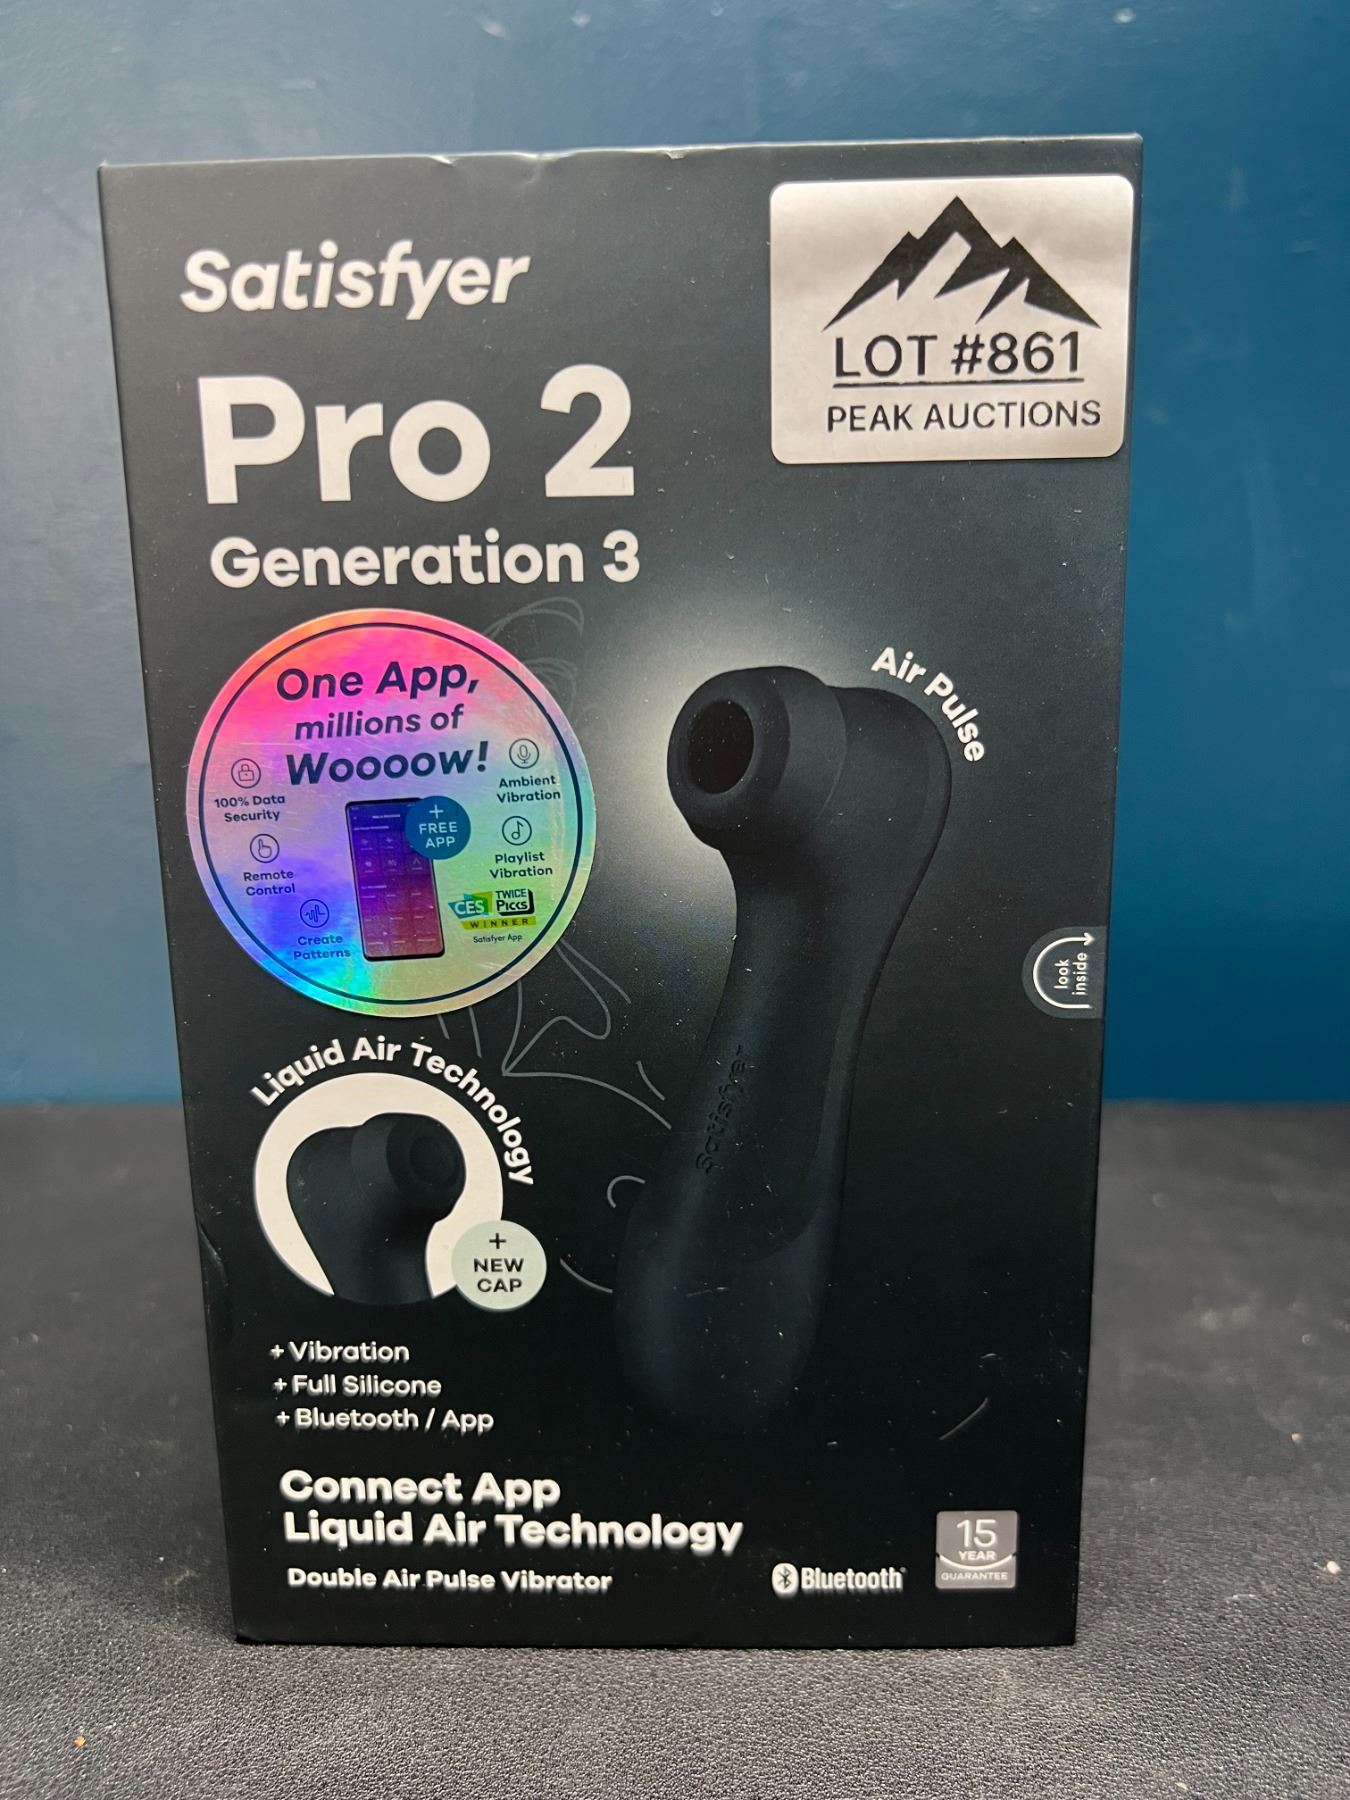 Satisfyer
Pro 2
Generation 3
LOT #861
PEAK AUCTIONS
One App,
millions of
Woooow!
100% Data
Security
Remote
Control
Create
Patterns
+
FREE
APP
Ambient
Vibration
Playlist
Vibration
CES
TWICE
PICKS
WINNER
Satisfyer App
Air Pulse
look
inside
Satisfyer
Liquid Air Technology
+
NEW
CAP
+ Vibration
+ Full Silicone
+ Bluetooth / App
Connect App
Liquid Air Technology
Double Air Pulse Vibrator
Bluetooth
15
YEAR
GUARANTEE